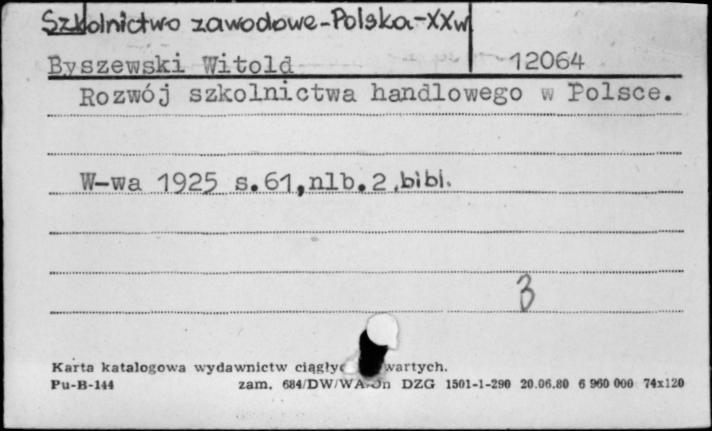 Szkolnictwo zawodowe-Polska-XXw
Byszewski Witold 12064
Rozwój szkolnictwa handlowego w Polsce.
W-wa 1925 s.61,nlb.2,bibl.
3
Karta katalogowa wydawnictw
Pu-B-144 zam. 684/DW/WA DZG 1501-1-290 20.06.80 6 960 000 74x120